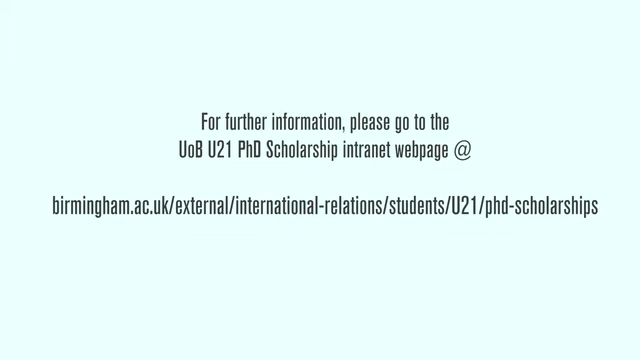 For further information, please go to the
UoB U21 PhD Scholarship intranet webpage @
birmingham.ac.uk/external/international-relations/students/U21/phd-scholarships